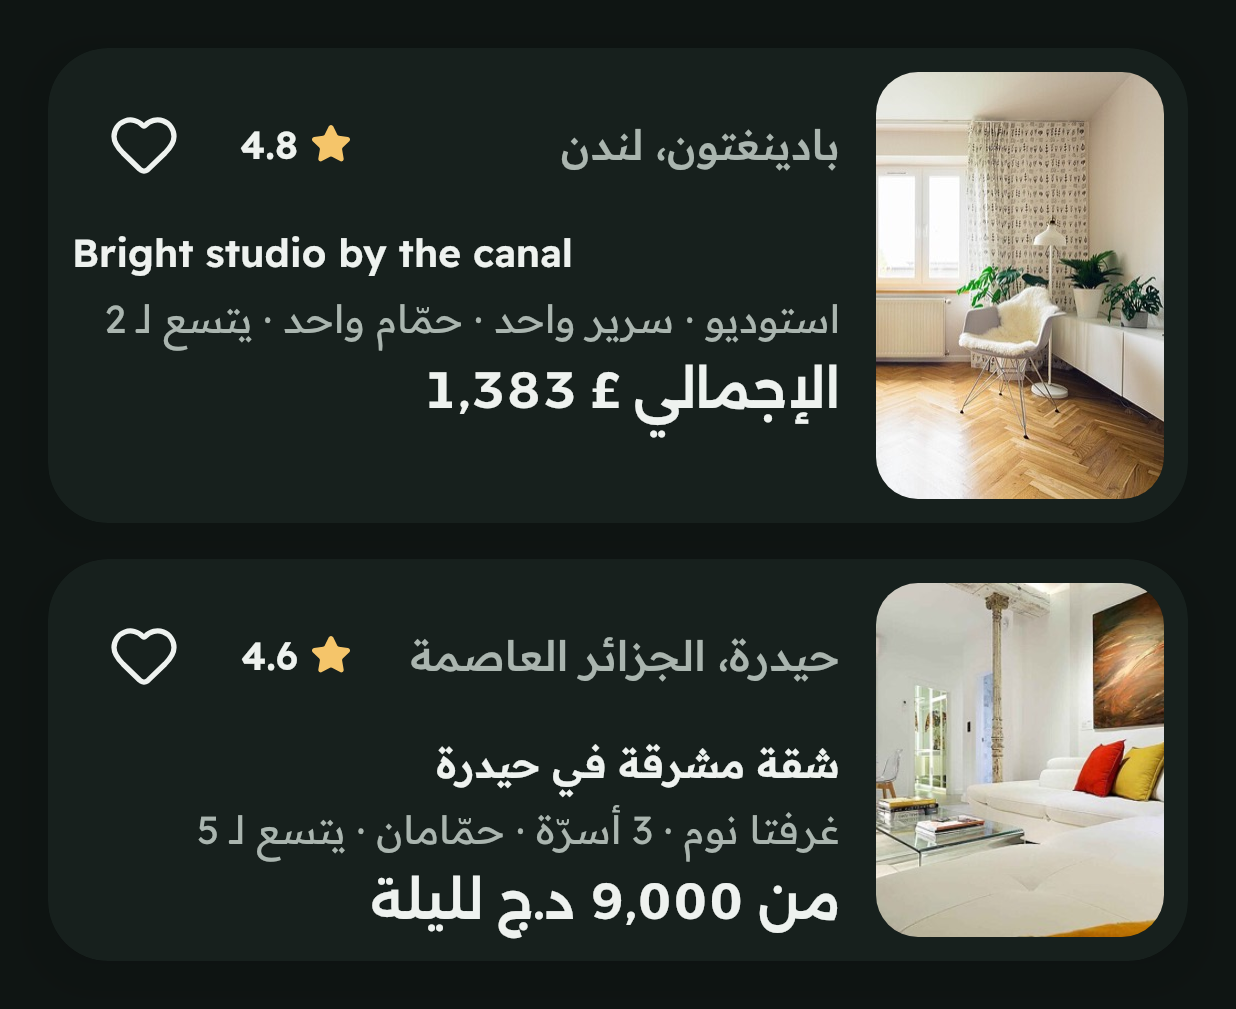 بادينغتون، لندن
4.8
Bright studio by the canal
استوديو · سرير واحد · حمّام واحد · يتسع لـ 2
الإجمالي £ 1,383
حيدرة، الجزائر العاصمة
4.6
شقة مشرقة في حيدرة
غرفتا نوم · 3 أسرّة · حمّامان · يتسع لـ 5
من 9,000 د.ج لليلة